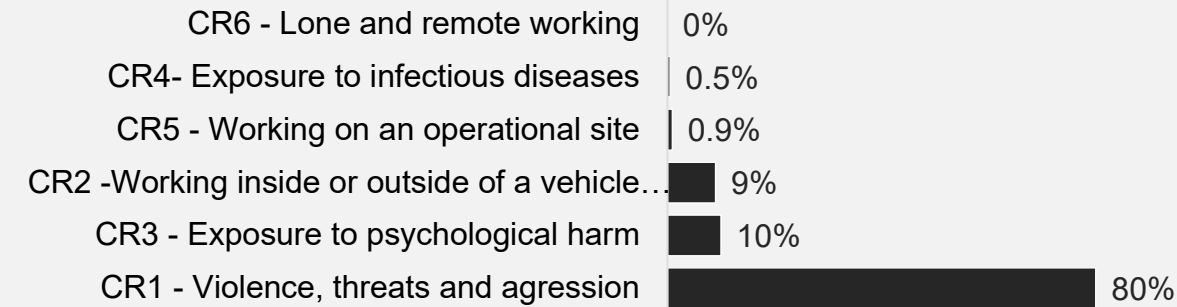 CR6 - Lone and remote working 0%
CR4- Exposure to infectious diseases 0.5%
CR5 - Working on an operational site 0.9%
CR2 -Working inside or outside of a vehicle… 9%
CR3 - Exposure to psychological harm 10%
CR1 - Violence, threats and agression 80%